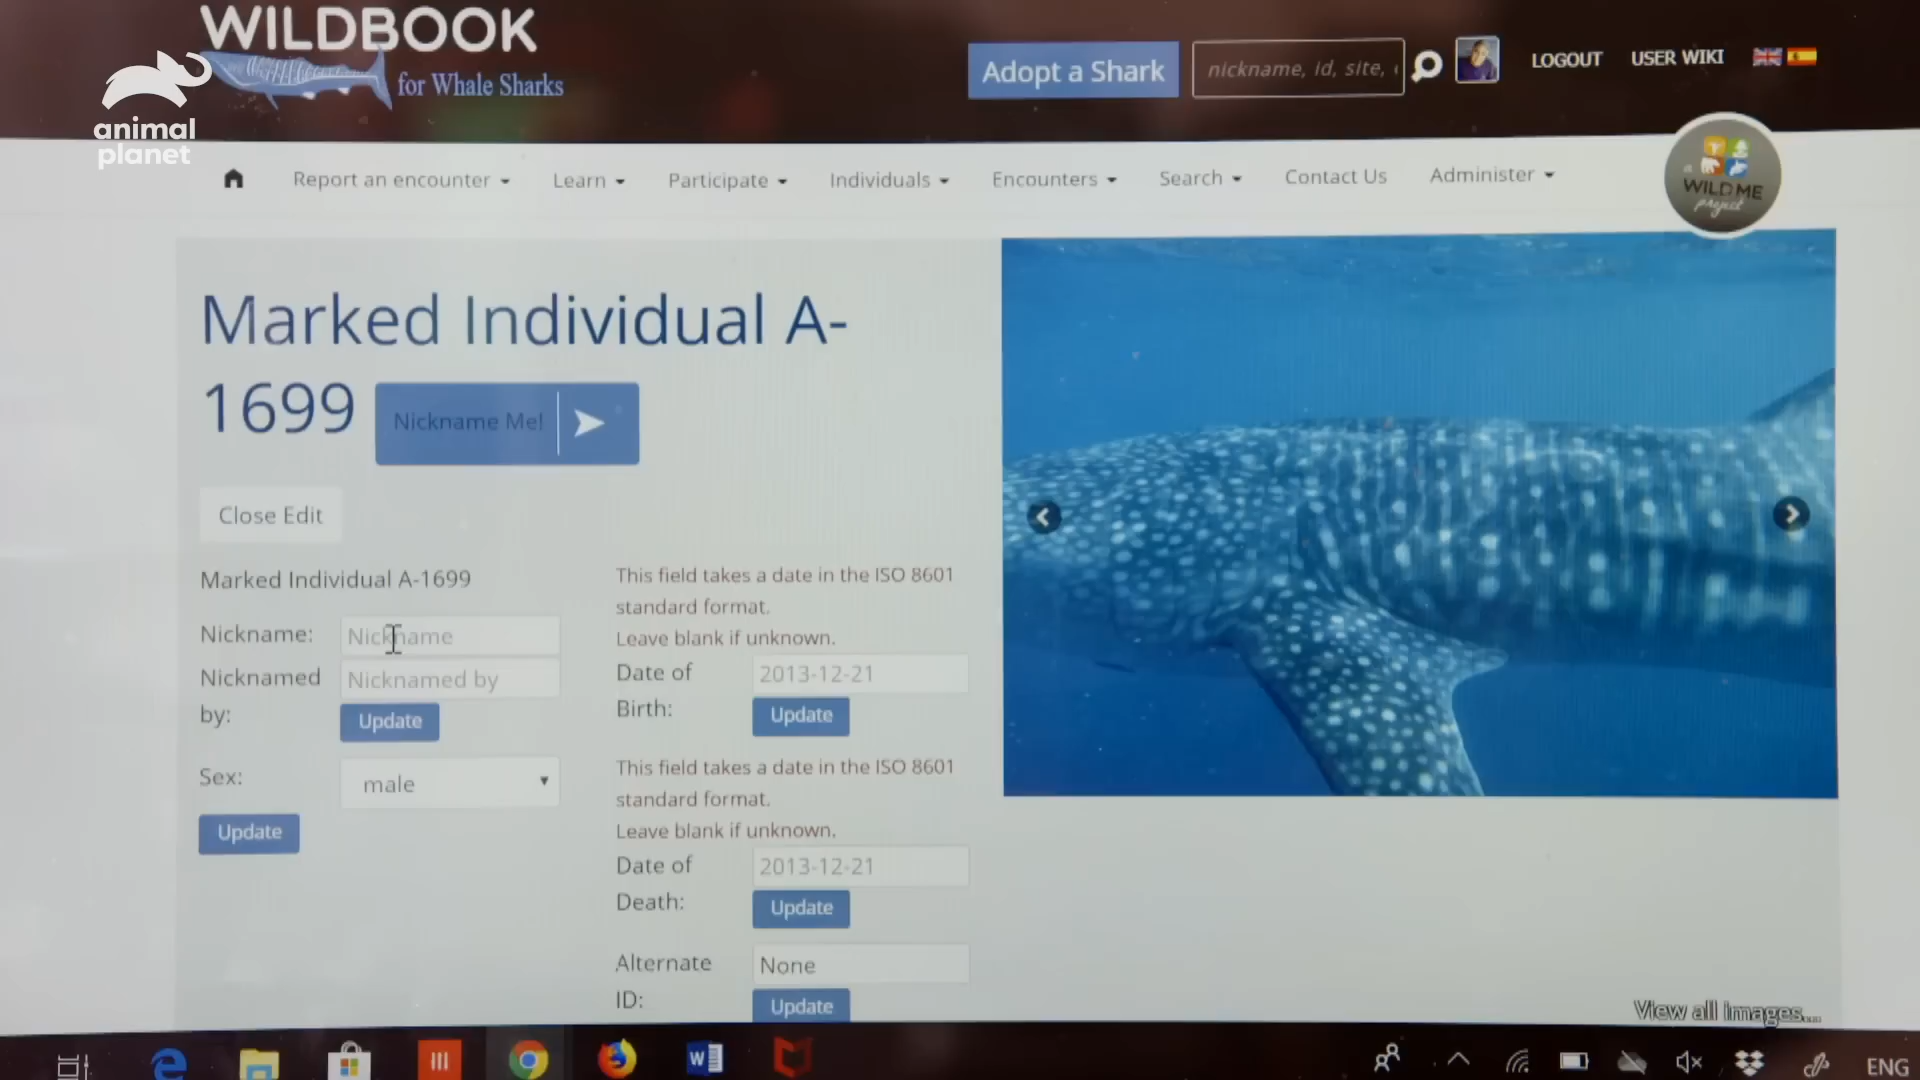 WILDBOOK
for Whale Sharks
animal
planet
Adopt a Shark
nickname, id, site,
LOGOUT
USER WIKI
Report an encounter
Learn
Participate
Individuals
Encounters
Search
Contact Us
Administer
a
WILD ME
project
Marked Individual A-
1699
Nickname Me!
Close Edit
Marked Individual A-1699
Nickname: Nickname
Nicknamed by: Nicknamed by
Update
Sex: male
Update
This field takes a date in the ISO 8601
standard format.
Leave blank if unknown.
Date of Birth: 2013-12-21
Update
This field takes a date in the ISO 8601
standard format.
Leave blank if unknown.
Date of Death: 2013-12-21
Update
Alternate ID: None
Update
View all images...
W
ENG